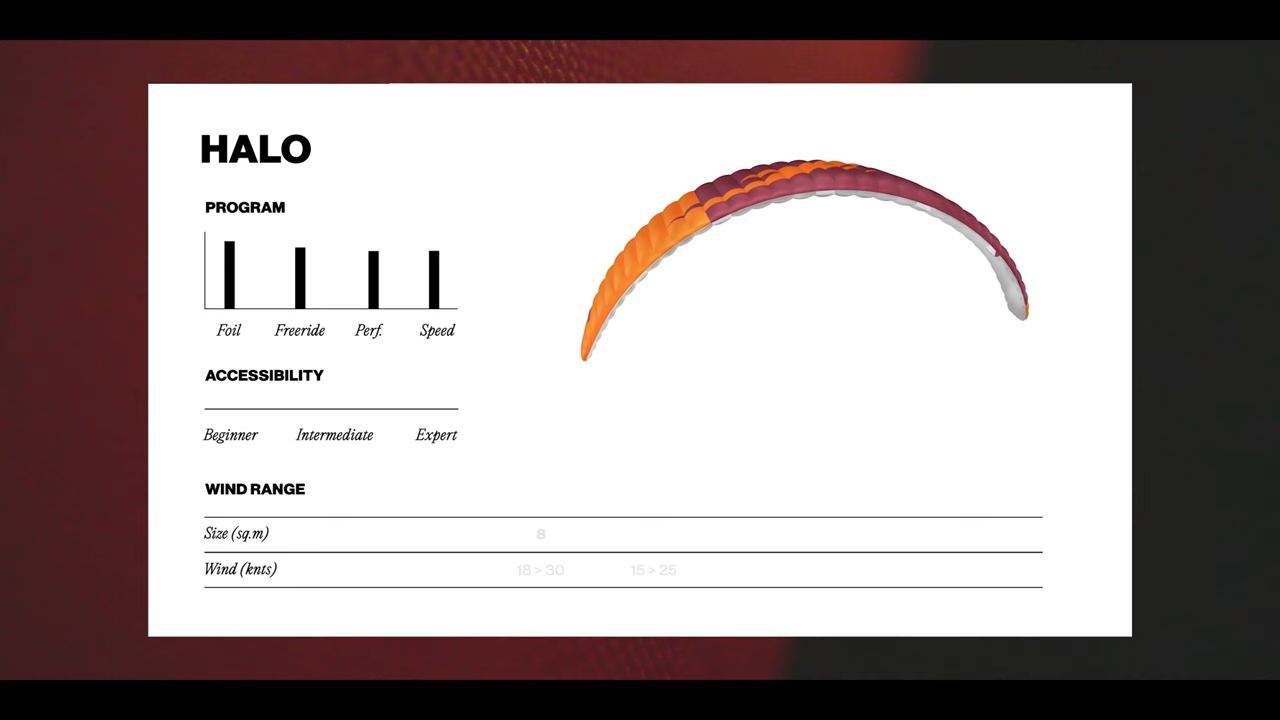 HALO
PROGRAM
Foil Freeride Perf. Speed
ACCESSIBILITY
Beginner Intermediate Expert
WIND RANGE
Size (sq.m) 8
Wind (knts) 18 > 30 15 > 25